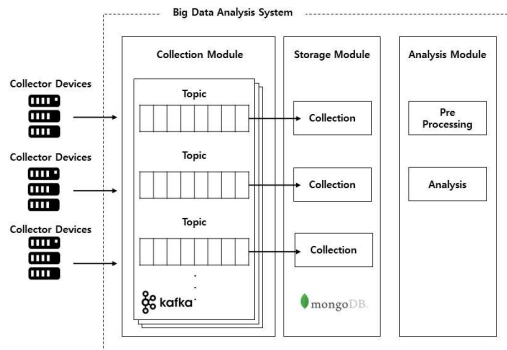 Big Data Analysis System
Collection Module
Storage Module
Analysis Module
Collector Devices
Topic
Collection
Pre
Processing
Collector Devices
Topic
Collection
Analysis
Collector Devices
Topic
Collection
kafka
mongoDB.